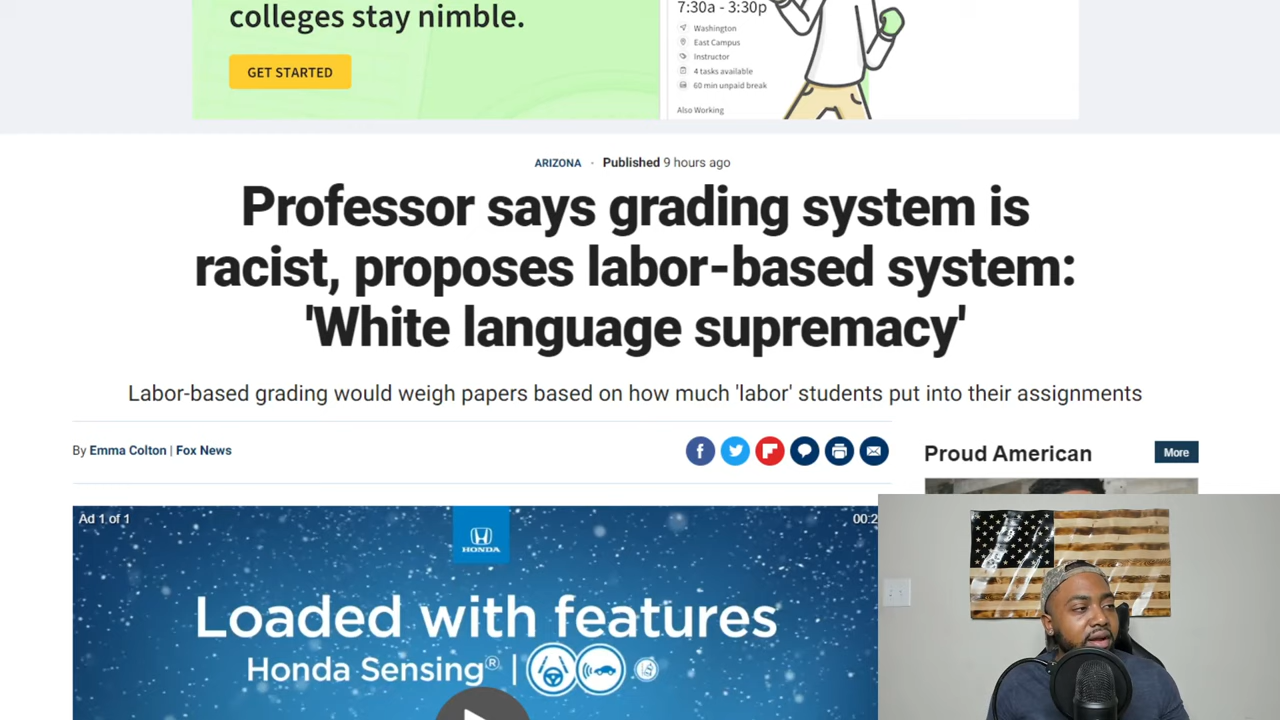 colleges stay nimble.
GET STARTED
7:30a - 3:30p
Washington
East Campus
Instructor
4 tasks available
60 min unpaid break
Also Working
ARIZONA · Published 9 hours ago
Professor says grading system is
racist, proposes labor-based system:
'White language supremacy'
Labor-based grading would weigh papers based on how much 'labor' students put into their assignments
By Emma Colton | Fox News
Proud American
More
Ad 1 of 1
00:2
HONDA
Loaded with features
Honda Sensing® |